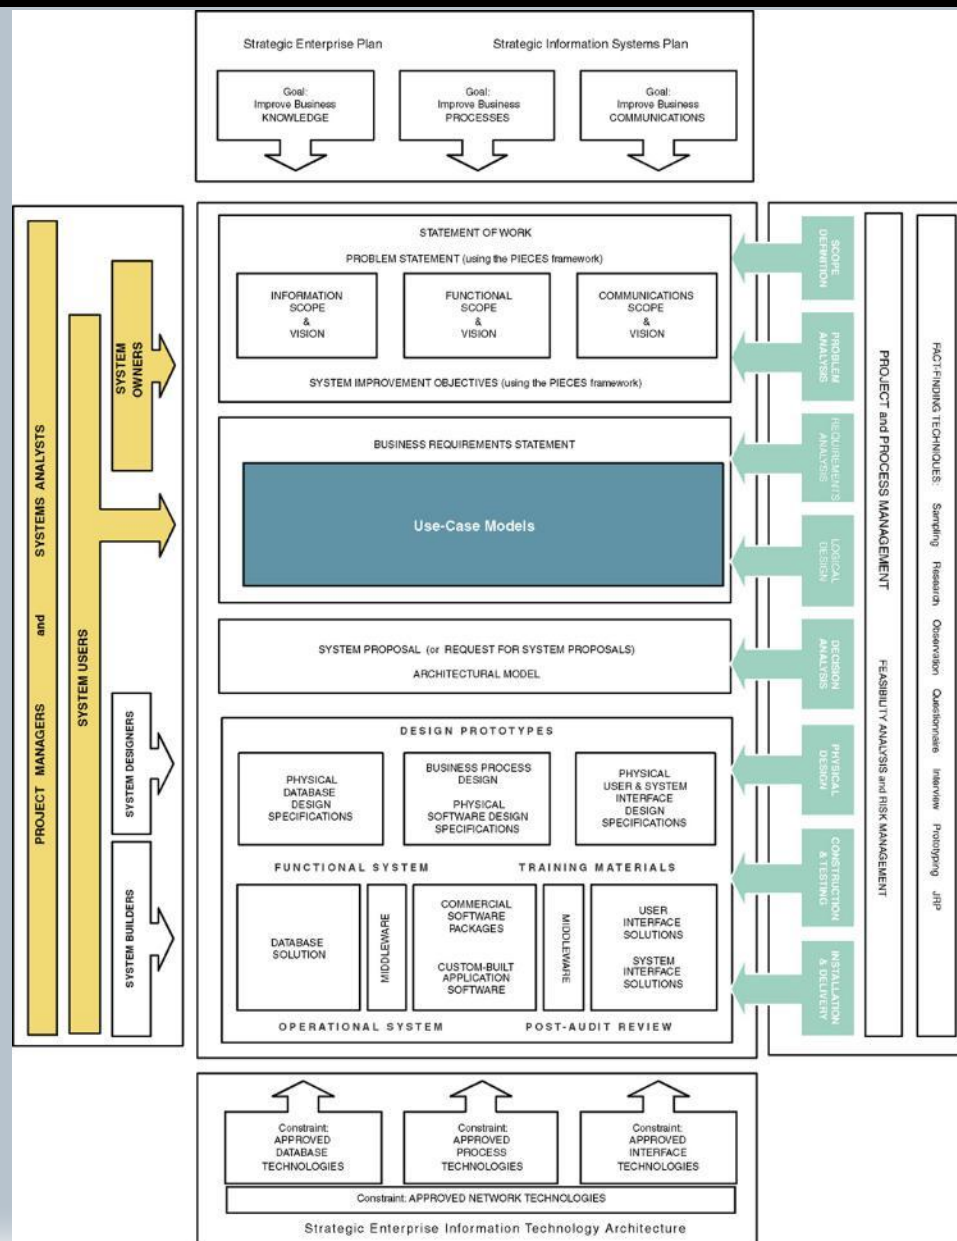 Strategic Enterprise Plan
Strategic Information Systems Plan
Goal:
Improve Business
KNOWLEDGE
Goal:
Improve Business
PROCESSES
Goal:
Improve Business
COMMUNICATIONS
PROJECT MANAGERS and SYSTEMS ANALYSTS
SYSTEM USERS
SYSTEM
OWNERS
SYSTEM DESIGNERS
SYSTEM BUILDERS
STATEMENT OF WORK
PROBLEM STATEMENT (using the PIECES framework)
INFORMATION
SCOPE
&
VISION
FUNCTIONAL
SCOPE
&
VISION
COMMUNICATIONS
SCOPE
&
VISION
SYSTEM IMPROVEMENT OBJECTIVES (using the PIECES framework)
BUSINESS REQUIREMENTS STATEMENT
Use-Case Models
SYSTEM PROPOSAL (or REQUEST FOR SYSTEM PROPOSALS)
ARCHITECTURAL MODEL
DESIGN PROTOTYPES
PHYSICAL
DATABASE
DESIGN
SPECIFICATIONS
BUSINESS PROCESS
DESIGN
PHYSICAL
SOFTWARE DESIGN
SPECIFICATIONS
PHYSICAL
USER & SYSTEM
INTERFACE
DESIGN
SPECIFICATIONS
FUNCTIONAL SYSTEM
TRAINING MATERIALS
DATABASE
SOLUTION
MIDDLEWARE
COMMERCIAL
SOFTWARE
PACKAGES
CUSTOM-BUILT
APPLICATION
SOFTWARE
MIDDLEWARE
USER
INTERFACE
SOLUTIONS
SYSTEM
INTERFACE
SOLUTIONS
OPERATIONAL SYSTEM
POST-AUDIT REVIEW
SCOPE
DEFINITION
PROBLEM
ANALYSIS
REQUIREMENTS
ANALYSIS
LOGICAL
DESIGN
DECISION
ANALYSIS
PHYSICAL
DESIGN
CONSTRUCTION
& TESTING
INSTALLATION
& DELIVERY
PROJECT and PROCESS MANAGEMENT
FEASIBILITY ANALYSIS and RISK MANAGEMENT
FACT-FINDING TECHNIQUES: Sampling Research Observation Questionnaire Interview Prototyping JRP
Constraint:
APPROVED
DATABASE
TECHNOLOGIES
Constraint:
APPROVED
PROCESS
TECHNOLOGIES
Constraint:
APPROVED
INTERFACE
TECHNOLOGIES
Constraint: APPROVED NETWORK TECHNOLOGIES
Strategic Enterprise Information Technology Architecture